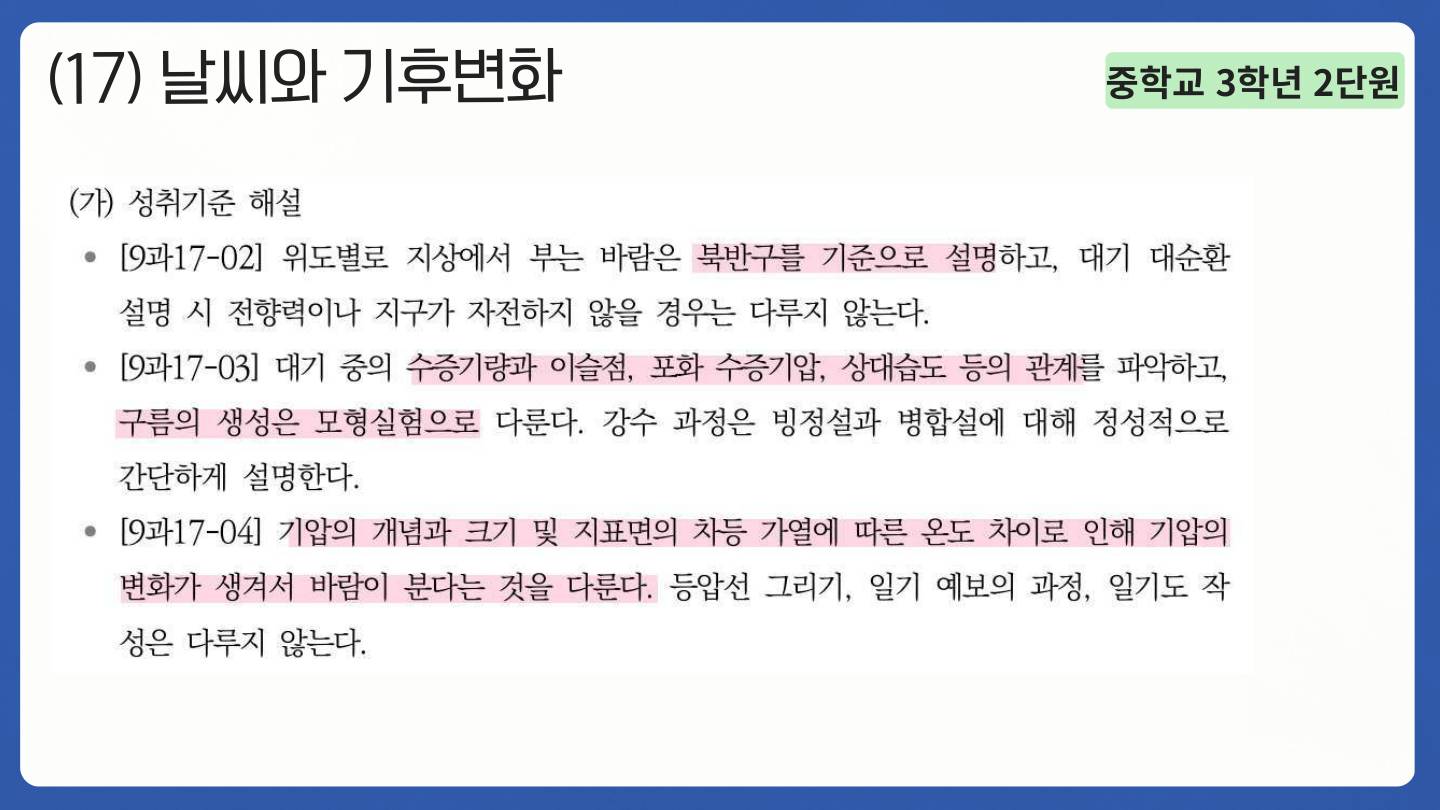 (17) 날씨와 기후변화
중학교 3학년 2단원
(가) 성취기준 해설
• [9과17-02] 위도별로 지상에서 부는 바람은 북반구를 기준으로 설명하고, 대기 대순환
설명 시 전향력이나 지구가 자전하지 않을 경우는 다루지 않는다.
• [9과17-03] 대기 중의 수증기량과 이슬점, 포화 수증기압, 상대습도 등의 관계를 파악하고,
구름의 생성은 모형실험으로 다룬다. 강수 과정은 빙정설과 병합설에 대해 정성적으로
간단하게 설명한다.
• [9과17-04] 기압의 개념과 크기 및 지표면의 차등 가열에 따른 온도 차이로 인해 기압의
변화가 생겨서 바람이 분다는 것을 다룬다. 등압선 그리기, 일기 예보의 과정, 일기도 작
성은 다루지 않는다.